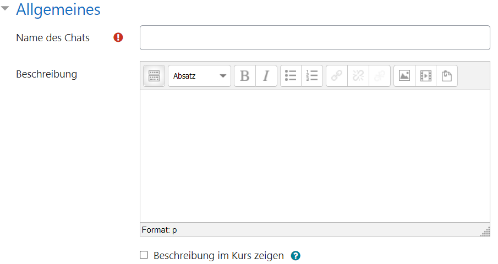 Allgemeines
Name des Chats
Beschreibung
Absatz
B I
Format: p
Beschreibung im Kurs zeigen